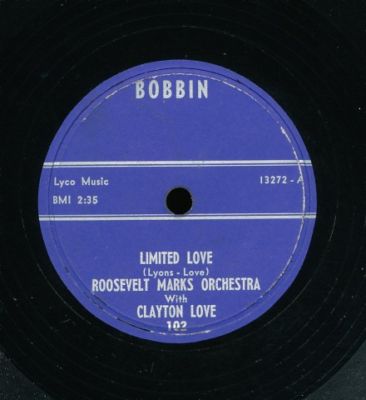 BOBBIN
Lyco Music 13272-A
BMI 2:35
LIMITED LOVE
(Lyons - Love)
ROOSEVELT MARKS ORCHESTRA
With
CLAYTON LOVE
102